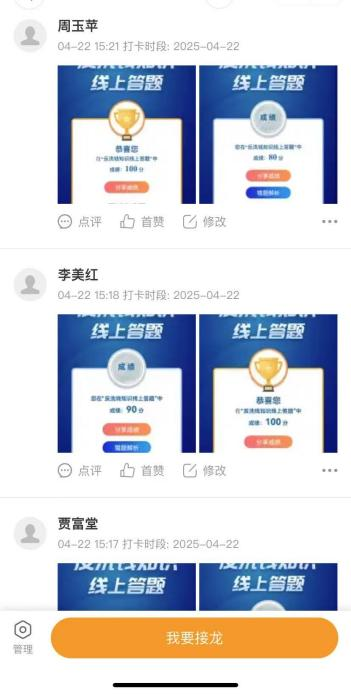 周玉苹
04-22 15:21 打卡时段: 2025-04-22
线上答题
恭喜您
在“反洗钱知识线上答题”中
成绩: 100 分
分享成绩
线上答题
成绩
您在“反洗钱知识线上答题”中
成绩: 80 分
分享成绩
错题解析
点评
首赞
修改
李美红
04-22 15:18 打卡时段: 2025-04-22
线上答题
成绩
您在“反洗钱知识线上答题”中
成绩: 90 分
分享成绩
错题解析
线上答题
恭喜您
在“反洗钱知识线上答题”中
成绩: 100 分
分享成绩
点评
首赞
修改
贾富堂
04-22 15:17 打卡时段: 2025-04-22
线上答题
线上答题
管理
我要接龙